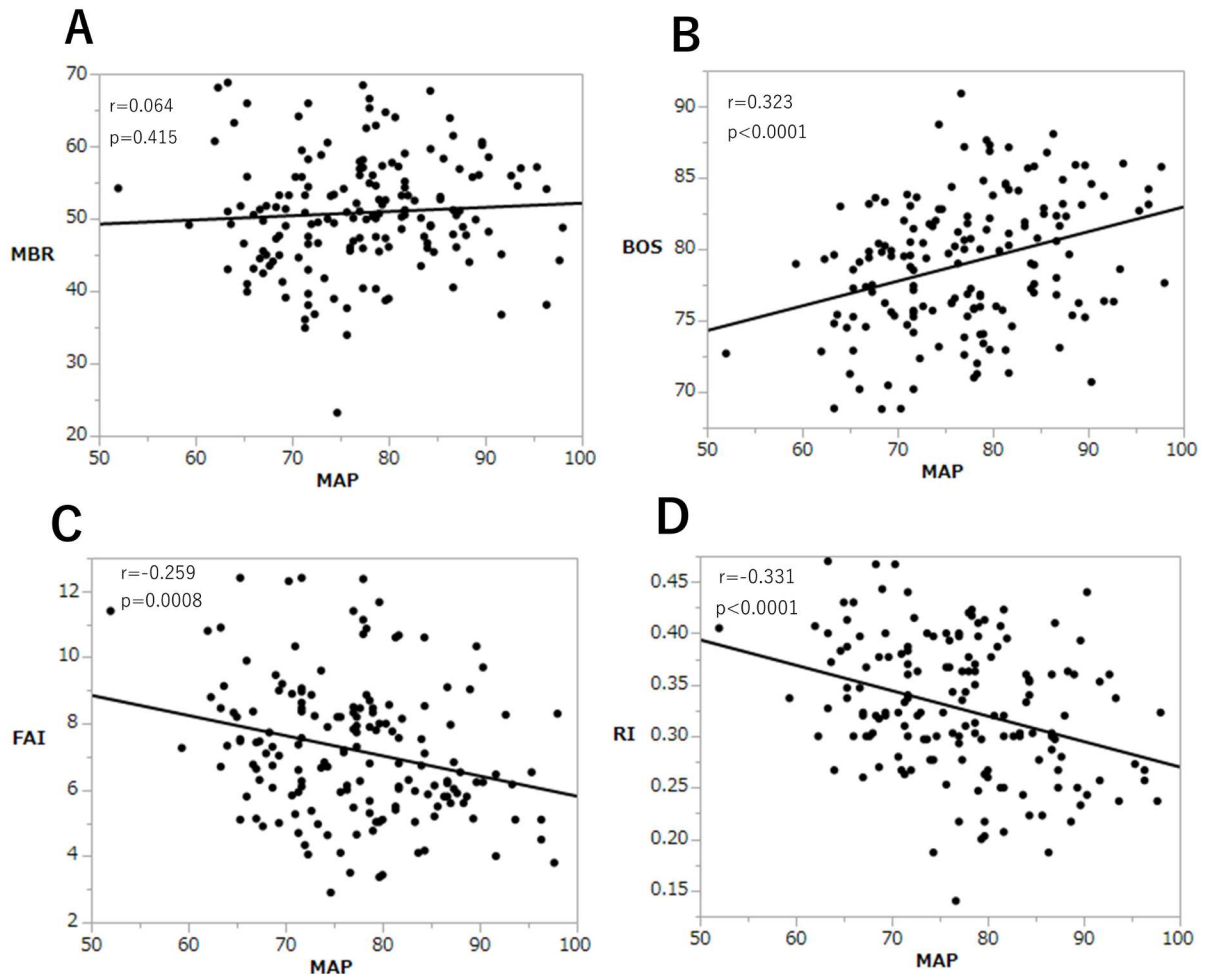 A
70
60
50
40
30
20
MBR
r=0.064
p=0.415
50 60 70 80 90 100
MAP
B
90
85
80
75
70
BOS
r=0.323
p<0.0001
50 60 70 80 90 100
MAP
C
12
10
8
6
4
2
FAI
r=-0.259
p=0.0008
50 60 70 80 90 100
MAP
D
0.45
0.40
0.35
0.30
0.25
0.20
0.15
RI
r=-0.331
p<0.0001
50 60 70 80 90 100
MAP